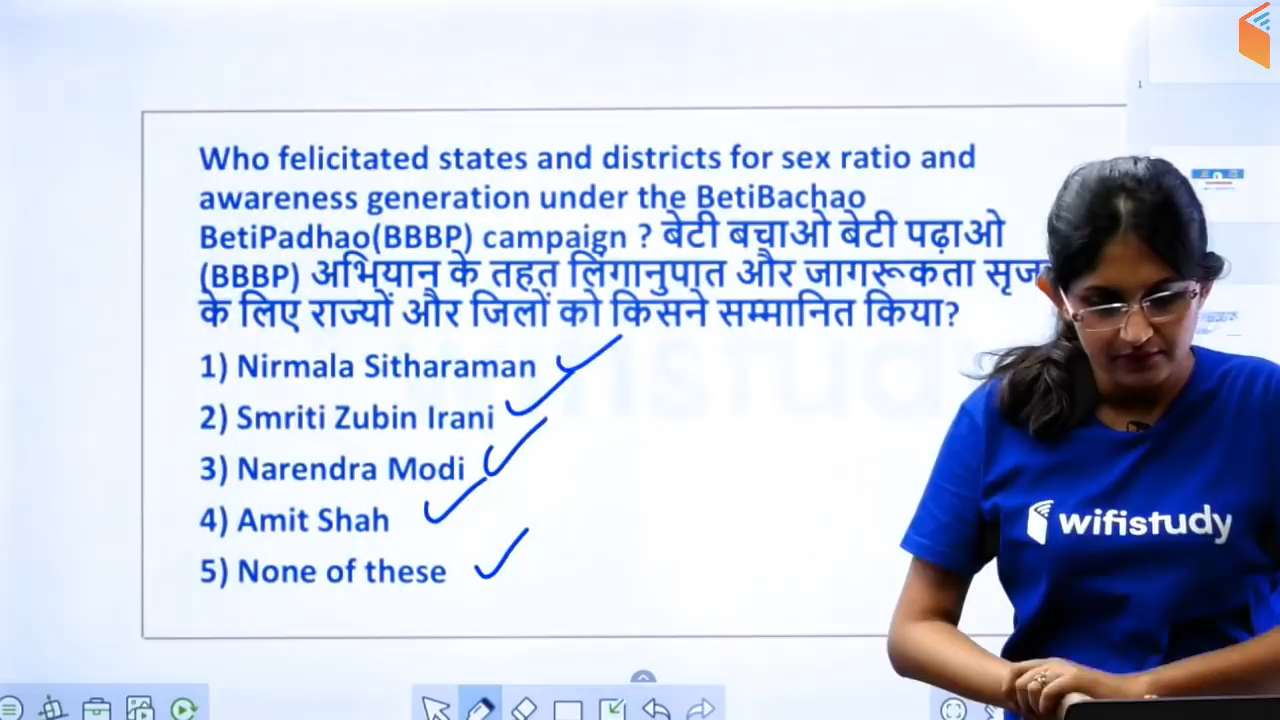 Who felicitated states and districts for sex ratio and
awareness generation under the BetiBachao
BetiPadhao(BBBP) campaign ? बेटी बचाओ बेटी पढ़ाओ
(BBBP) अभियान के तहत लिंगानुपात और जागरूकता सृज
के लिए राज्यों और जिलों को किसने सम्मानित किया?
1) Nirmala Sitharaman
2) Smriti Zubin Irani
3) Narendra Modi
4) Amit Shah
5) None of these
wifistudy
wifistudy
1